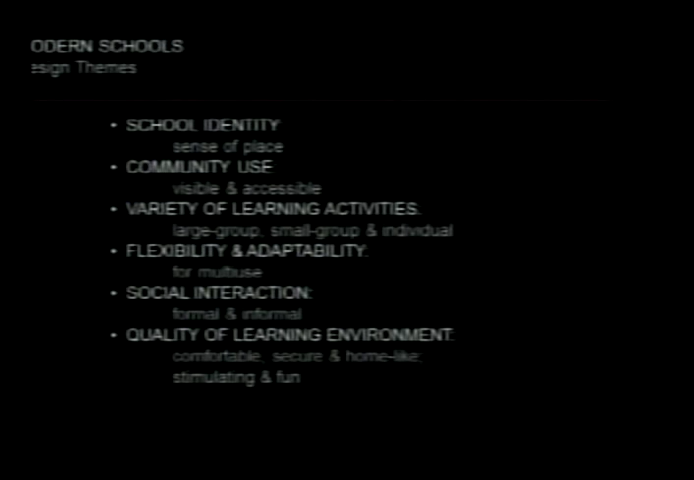 ODERN SCHOOLS
esign Themes
• SCHOOL IDENTITY:
sense of place
• COMMUNITY USE:
visible & accessible
• VARIETY OF LEARNING ACTIVITIES:
large-group, small-group & individual
• FLEXIBILITY & ADAPTABILITY:
for multiuse
• SOCIAL INTERACTION:
formal & informal
• QUALITY OF LEARNING ENVIRONMENT:
comfortable, secure & home-like;
stimulating & fun